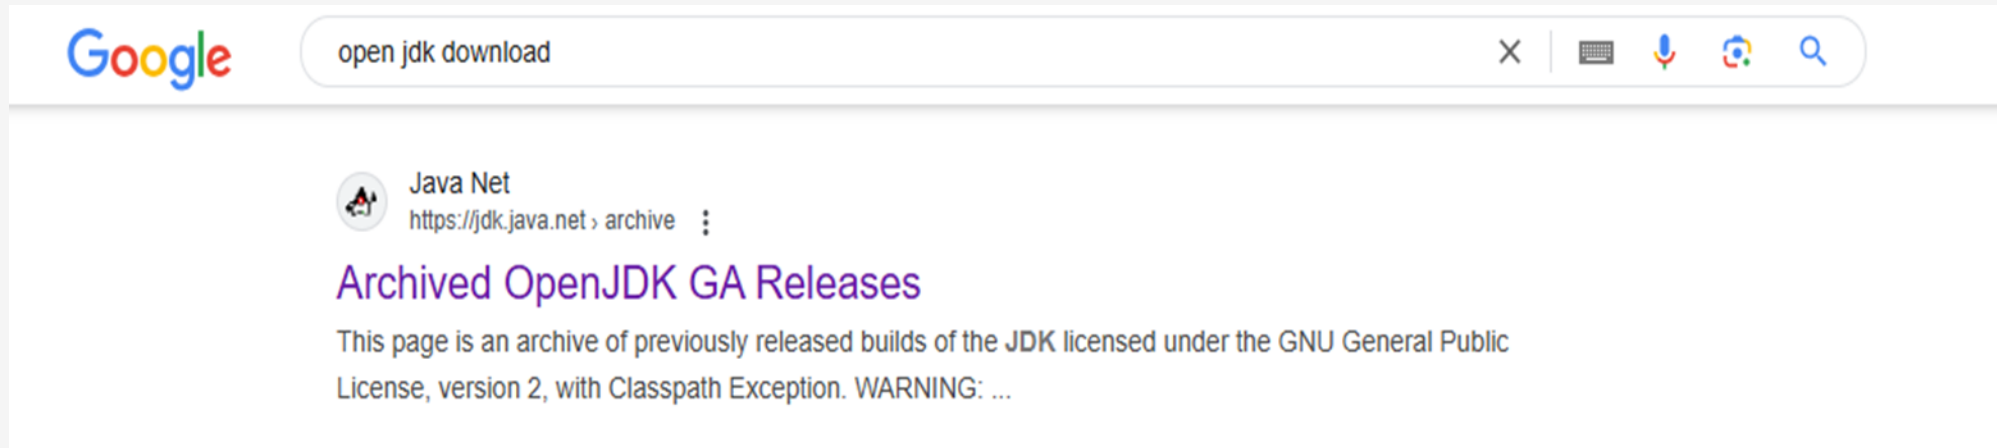 Google
open jdk download
Java Net
https://jdk.java.net › archive
Archived OpenJDK GA Releases
This page is an archive of previously released builds of the JDK licensed under the GNU General Public
License, version 2, with Classpath Exception. WARNING: ...